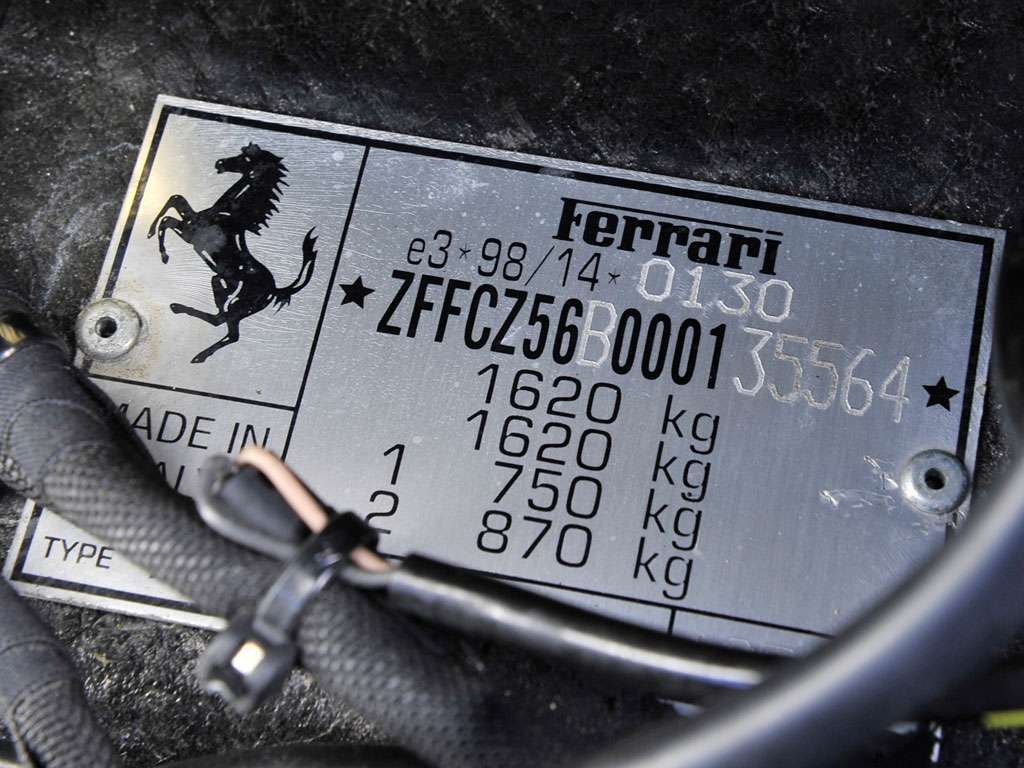 Ferrari
e3*98/14*0130
★ZFFCZ56B000135564★
1620 kg
1620 kg
1 750 kg
2 870 kg
MADE IN
TYPE